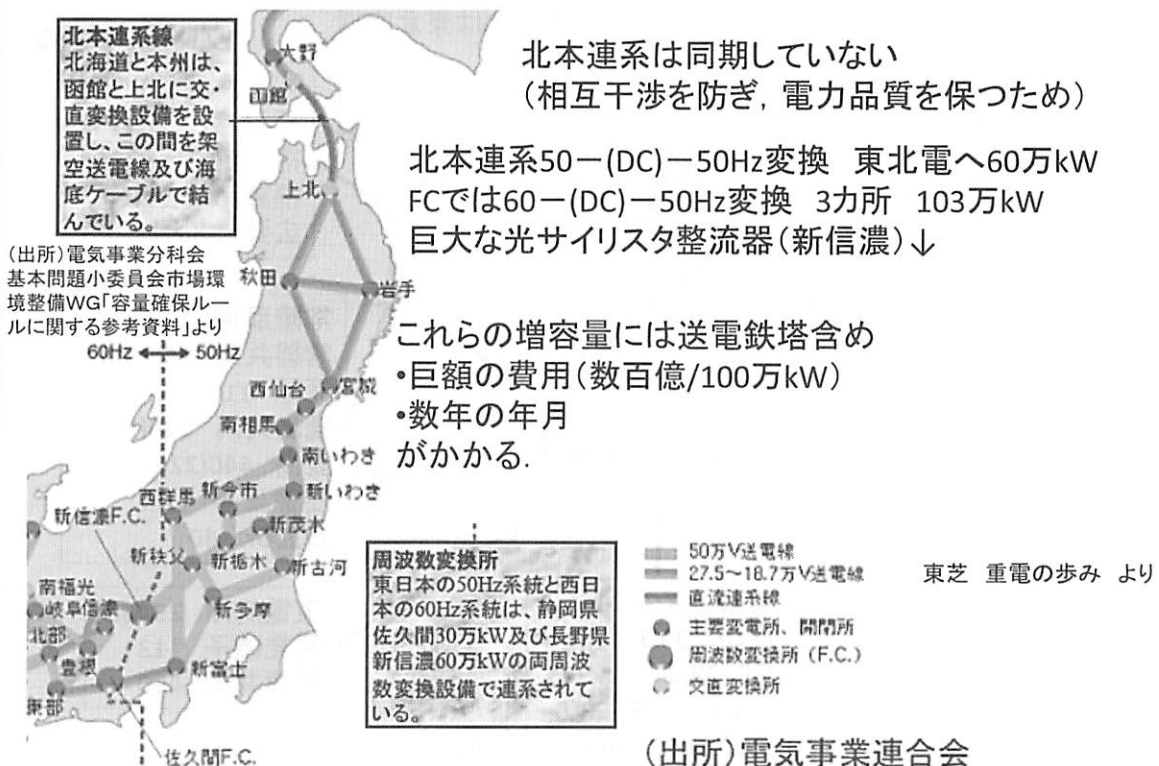 北本連系線
北海道と本州は、
函館と上北に交・
直変換設備を設
置し、この間を架
空送電線及び海
底ケーブルで結
んでいる。
(出所)電気事業分科会
基本問題小委員会市場環
境整備WG「容量確保ルー
ルに関する参考資料」より
北本連系は同期していない
(相互干渉を防ぎ, 電力品質を保つため)
北本連系50-(DC)-50Hz変換 東北電へ60万kW
FCでは60-(DC)-50Hz変換 3カ所 103万kW
巨大な光サイリスタ整流器(新信濃)↓
これらの増容量には送電鉄塔含め
•巨額の費用(数百億/100万kW)
•数年の年月
がかかる.
大野
函館
上北
秋田
岩手
60Hz ↔ 50Hz
宮城
西仙台
南相馬
南いわき
西群馬
新今市
新いわき
新信濃F.C.
新茂木
新秩父
新栃木
新古河
南福光
岐阜
信濃
新多摩
北部
豊根
新富士
東部
佐久間F.C.
周波数変換所
東日本の50Hz系統と西日
本の60Hz系統は、静岡県
佐久間30万kW及び長野県
新信濃60万kWの両周波
数変換設備で連系されて
いる。
50万V送電線
27.5~18.7万V送電線
直流連系線
主要変電所、開閉所
周波数変換所 (F.C.)
交直変換所
東芝 重電の歩み より
(出所)電気事業連合会